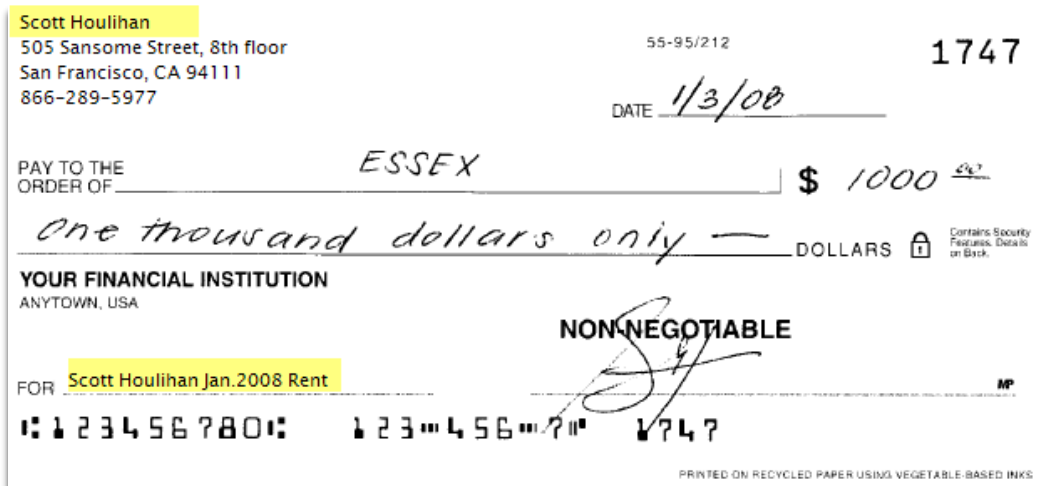 Scott Houlihan
505 Sansome Street, 8th floor
San Francisco, CA 94111
866-289-5977
55-95/212
1747
DATE 1/3/08
PAY TO THE
ORDER OF ESSEX $ 1000 00
One thousand dollars only — DOLLARS
Contains Security
Features. Details
on Back.
YOUR FINANCIAL INSTITUTION
ANYTOWN, USA
NON-NEGOTIABLE
FOR Scott Houlihan Jan.2008 Rent
MP
⑆123456780⑆ 123⑉456⑉7⑈ 1747
PRINTED ON RECYCLED PAPER USING VEGETABLE-BASED INKS